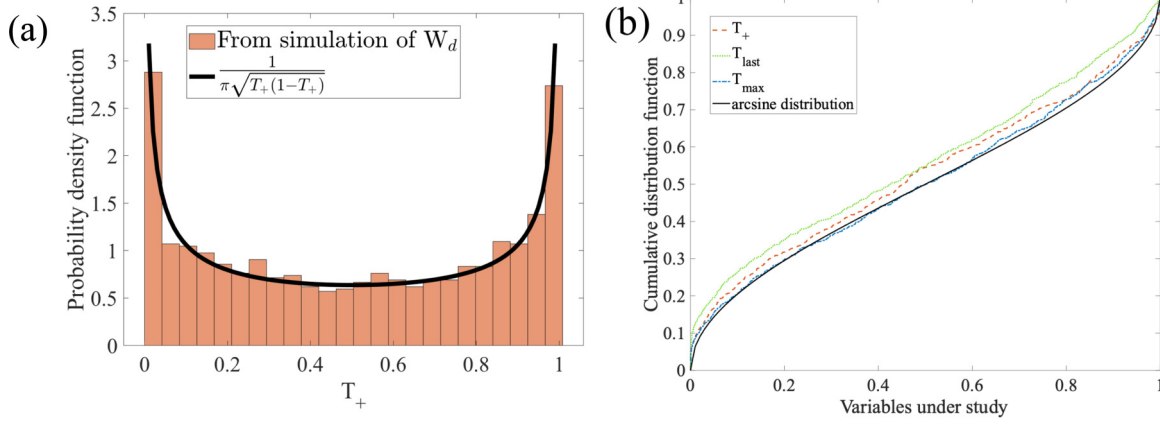 (a)
Probability density function
3.5
3
2.5
2
1.5
1
0.5
0
From simulation of W_d
1
π√T_+(1−T_+)
0 0.2 0.4 0.6 0.8 1
T_+
(b)
Cumulative distribution function
1
0.9
0.8
0.7
0.6
0.5
0.4
0.3
0.2
0.1
0
T_+
T_last
T_max
arcsine distribution
0 0.2 0.4 0.6 0.8 1
Variables under study